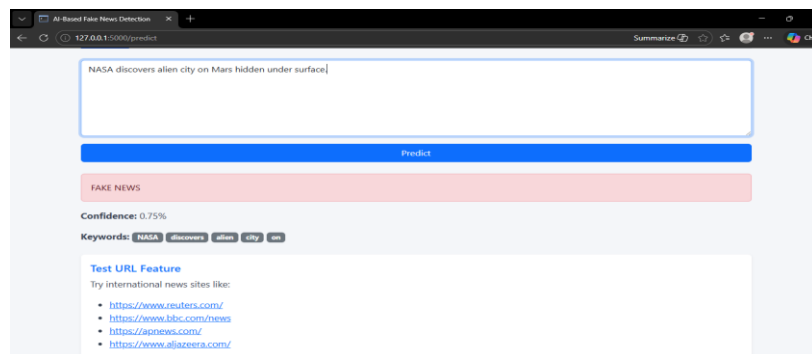 AI-Based Fake News Detection
127.0.0.1:5000/predict
Summarize
NASA discovers alien city on Mars hidden under surface.
Predict
FAKE NEWS
Confidence: 0.75%
Keywords: NASA discovers alien city on
Test URL Feature
Try international news sites like:
https://www.reuters.com/
https://www.bbc.com/news
https://apnews.com/
https://www.aljazeera.com/